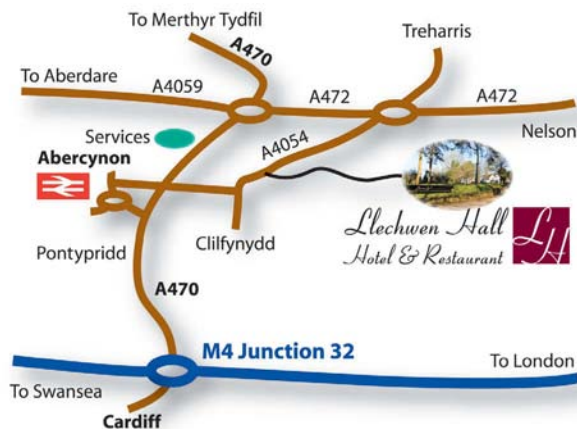 To Merthyr Tydfil
A470
Treharris
To Aberdare
A4059
A472
A472
Services
A4054
Nelson
Abercynon
Clilfynydd
Llechwen Hall
Hotel & Restaurant
LH
Pontypridd
A470
M4 Junction 32
To London
To Swansea
Cardiff